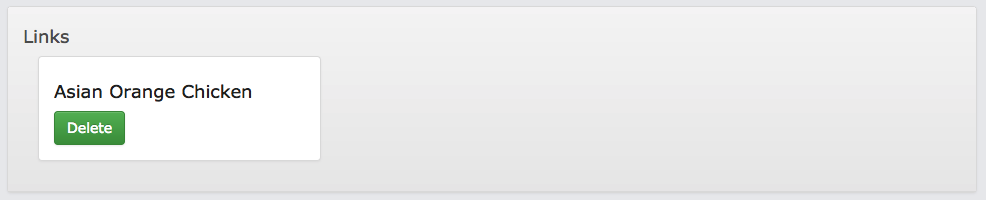 Links
Asian Orange Chicken
Delete